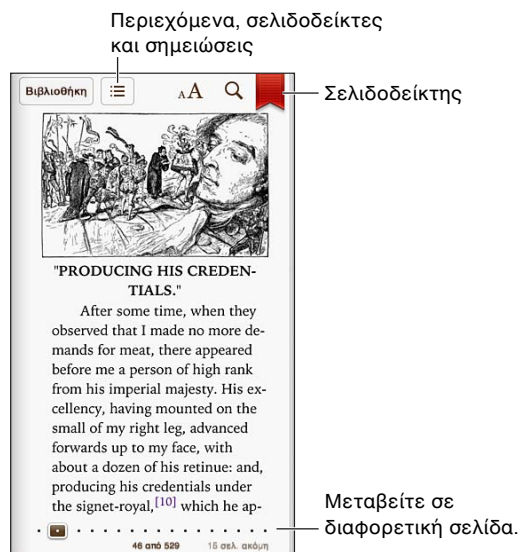 Περιεχόμενα, σελιδοδείκτες
και σημειώσεις
Βιβλιοθήκη
AA
Σελιδοδείκτης
"PRODUCING HIS CREDEN-
TIALS."
After some time, when they
observed that I made no more de-
mands for meat, there appeared
before me a person of high rank
from his imperial majesty. His ex-
cellency, having mounted on the
small of my right leg, advanced
forwards up to my face, with
about a dozen of his retinue: and,
producing his credentials under
the signet-royal,[10] which he ap-
Μεταβείτε σε
διαφορετική σελίδα.
46 από 529 15 σελ. ακόμη